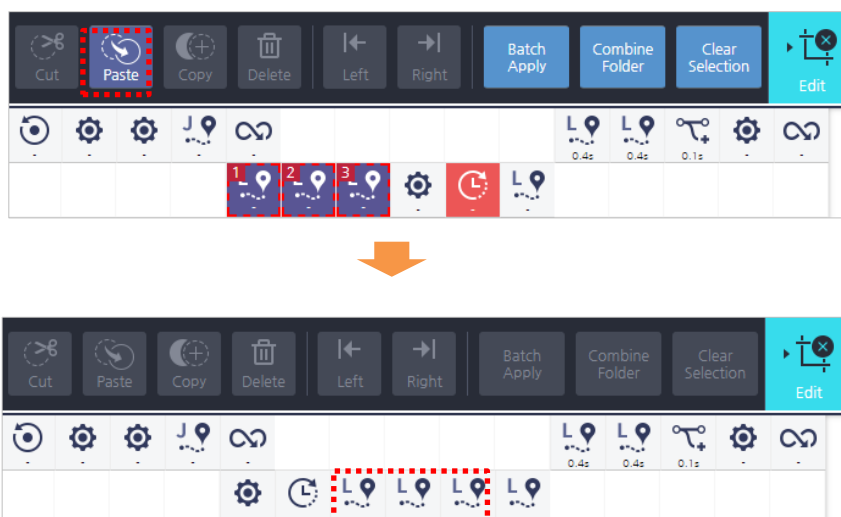 Cut Paste Copy Delete Left Right Batch Apply Combine Folder Clear Selection Edit
- - - J - - 0.4s L 0.4s L 0.1s - -
1 L - 2 L - 3 L - - - L -
Cut Paste Copy Delete Left Right Batch Apply Combine Folder Clear Selection Edit
- - - J - - 0.4s L 0.4s L 0.1s - -
L L L L